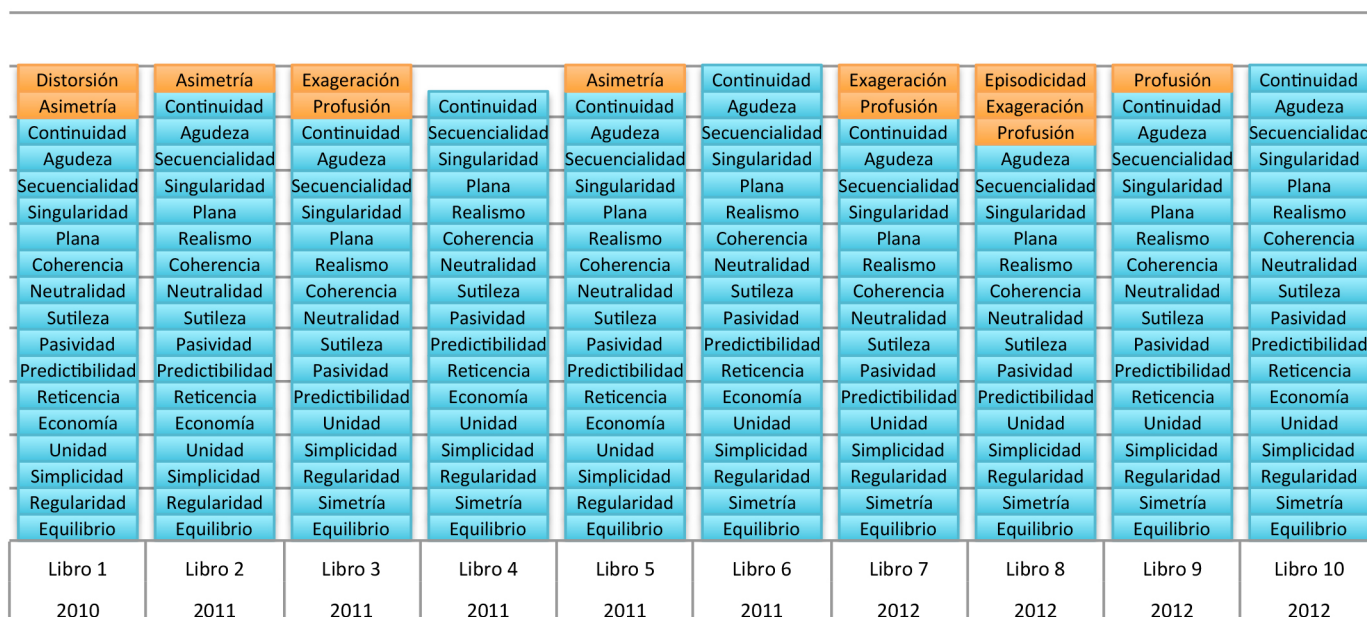 Distorsión Asimetría Exageración Asimetría Continuidad Exageración Episodicidad Profusión Continuidad
Asimetría Continuidad Profusión Continuidad Continuidad Agudeza Profusión Exageración Continuidad Agudeza
Continuidad Agudeza Continuidad Secuencialidad Agudeza Secuencialidad Continuidad Profusión Agudeza Secuencialidad
Agudeza Secuencialidad Agudeza Singularidad Secuencialidad Singularidad Agudeza Agudeza Secuencialidad Singularidad
Secuencialidad Singularidad Secuencialidad Plana Singularidad Plana Secuencialidad Secuencialidad Singularidad Plana
Singularidad Plana Singularidad Realismo Plana Realismo Singularidad Singularidad Plana Realismo
Plana Realismo Plana Coherencia Realismo Coherencia Plana Plana Realismo Coherencia
Coherencia Coherencia Realismo Neutralidad Coherencia Neutralidad Realismo Realismo Coherencia Neutralidad
Neutralidad Neutralidad Coherencia Sutileza Neutralidad Sutileza Coherencia Coherencia Neutralidad Sutileza
Sutileza Sutileza Neutralidad Pasividad Sutileza Pasividad Neutralidad Neutralidad Sutileza Pasividad
Pasividad Pasividad Sutileza Predictibilidad Pasividad Predictibilidad Sutileza Sutileza Pasividad Predictibilidad
Predictibilidad Predictibilidad Pasividad Reticencia Predictibilidad Reticencia Pasividad Pasividad Predictibilidad Reticencia
Reticencia Reticencia Predictibilidad Economía Reticencia Economía Predictibilidad Predictibilidad Reticencia Economía
Economía Economía Unidad Unidad Economía Unidad Unidad Unidad Economía Unidad
Unidad Unidad Simplicidad Simplicidad Unidad Simplicidad Simplicidad Simplicidad Simplicidad Simplicidad
Simplicidad Simplicidad Regularidad Regularidad Simplicidad Regularidad Regularidad Regularidad Regularidad Regularidad
Regularidad Regularidad Simetría Simetría Regularidad Simetría Simetría Simetría Simetría Simetría
Equilibrio Equilibrio Equilibrio Equilibrio Equilibrio Equilibrio Equilibrio Equilibrio Equilibrio Equilibrio
Libro 1 Libro 2 Libro 3 Libro 4 Libro 5 Libro 6 Libro 7 Libro 8 Libro 9 Libro 10
2010 2011 2011 2011 2011 2011 2012 2012 2012 2012